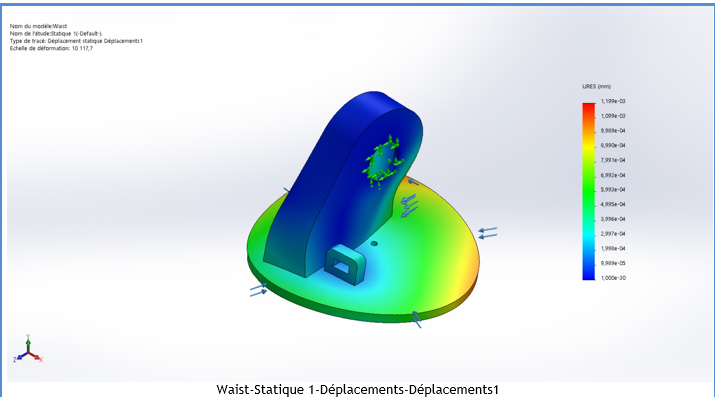 Nom du modèle:Waist
Nom de l'étude:Statique 1(-Default-)
Type de tracé: Déplacement statique Déplacements1
Echelle de déformation: 10 117,7
URES (mm)
1,199e-03
1,099e-03
9,989e-04
8,990e-04
7,991e-04
6,992e-04
5,993e-04
4,995e-04
3,996e-04
2,997e-04
1,998e-04
9,989e-05
1,000e-30
Y
Z
X
Waist-Statique 1-Déplacements-Déplacements1